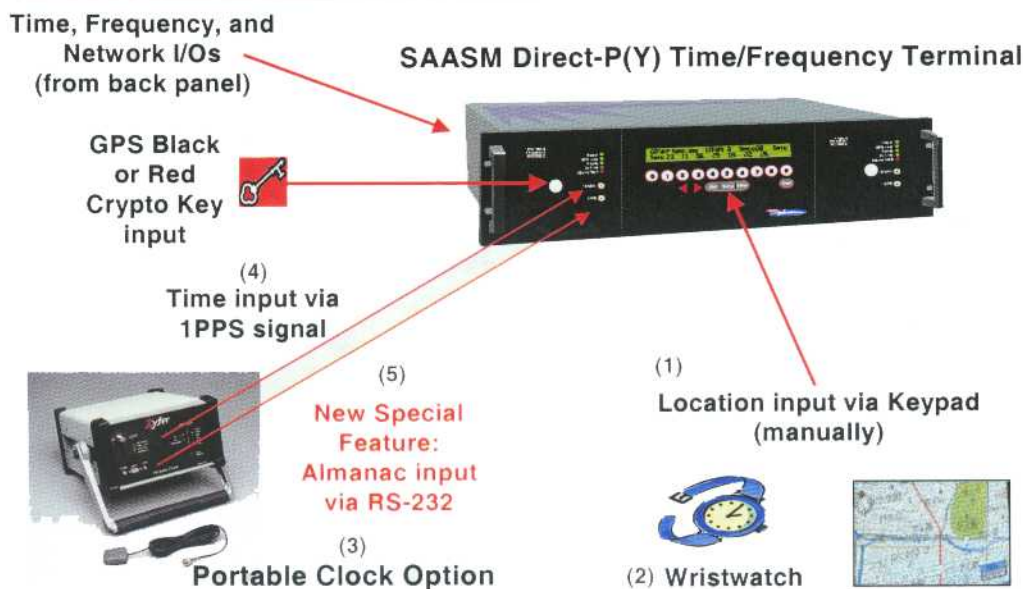 Time, Frequency, and
Network I/Os
(from back panel)
SAASM Direct-P(Y) Time/Frequency Terminal
GPS Black
or Red
Crypto Key
input
(4)
Time input via
1PPS signal
(5)
New Special
Feature:
Almanac input
via RS-232
(1)
Location input via Keypad
(manually)
(3)
Portable Clock Option
(2) Wristwatch